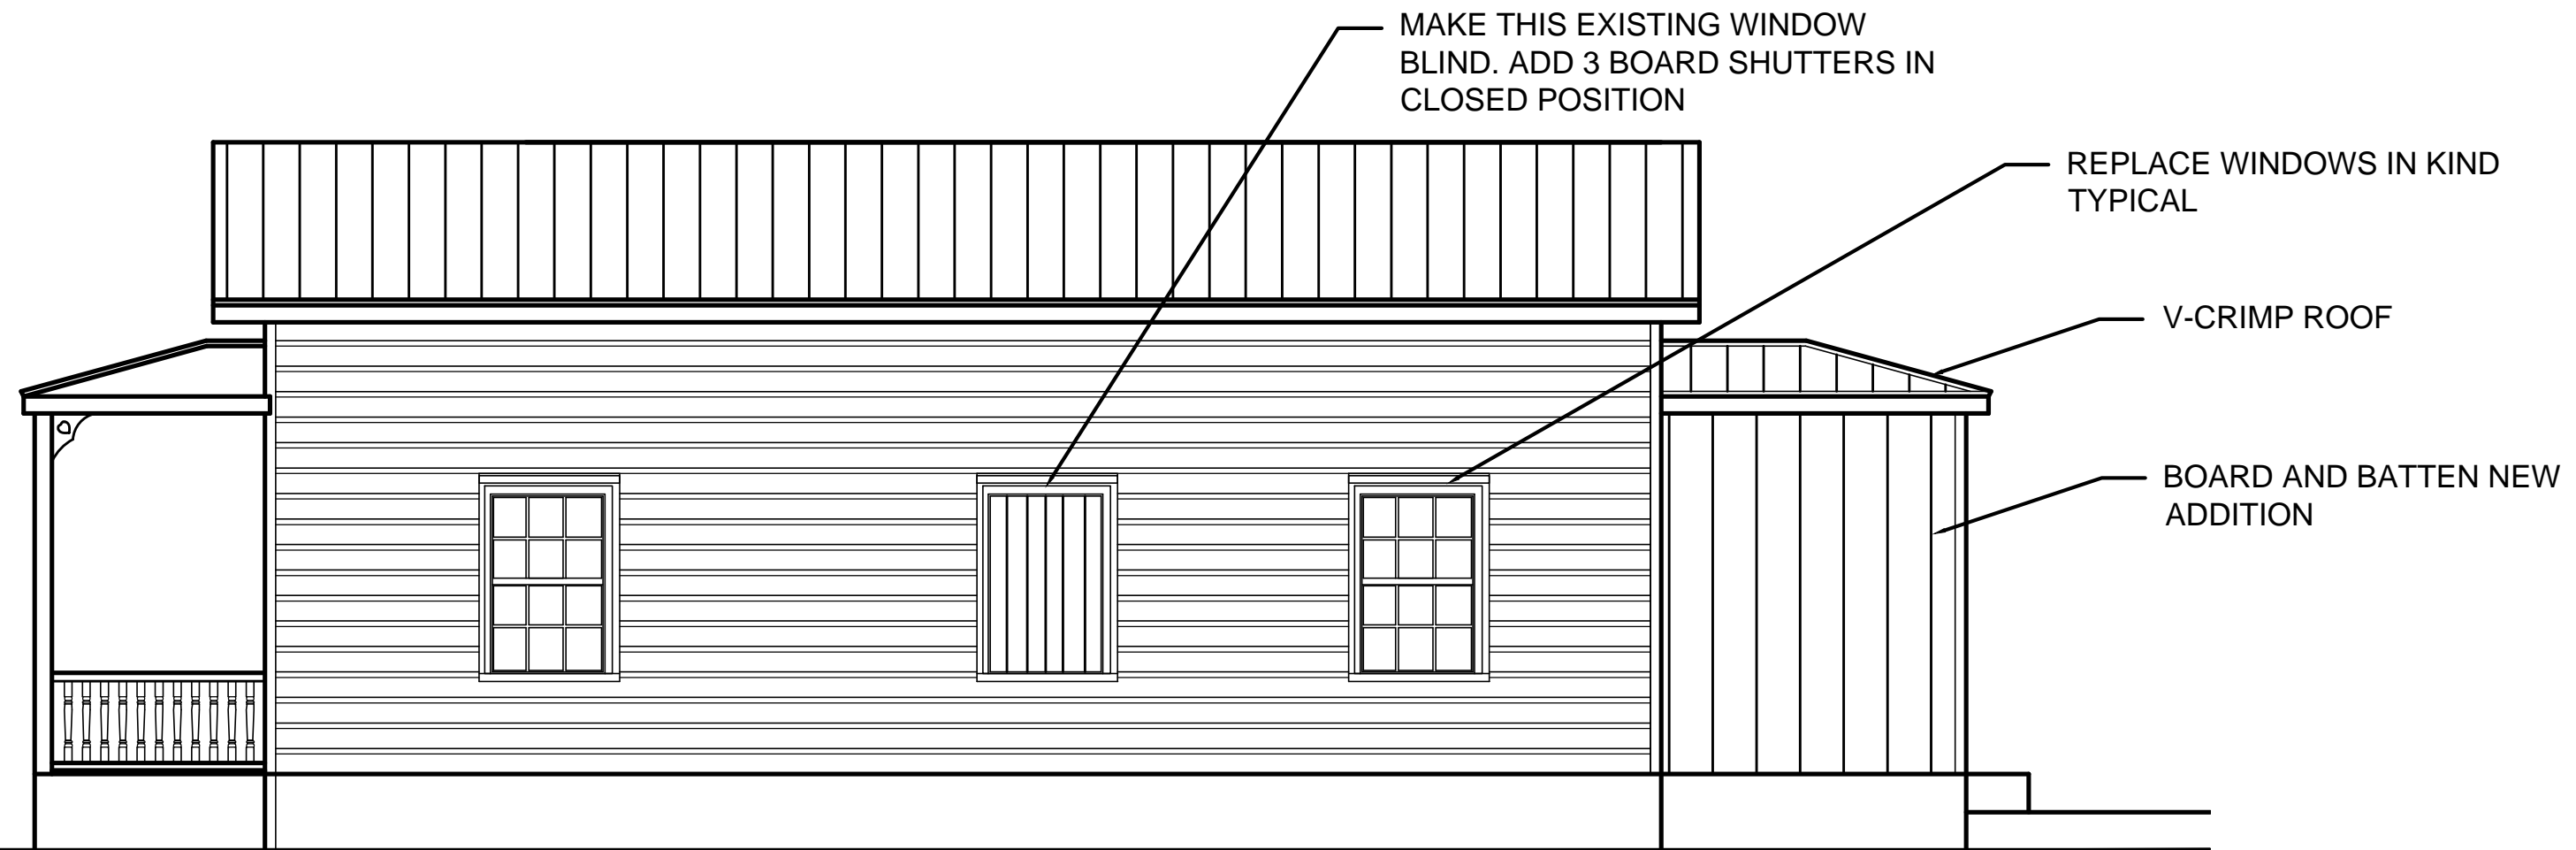 MAKE THIS EXISTING WINDOW
BLIND. ADD 3 BOARD SHUTTERS IN
CLOSED POSITION
REPLACE WINDOWS IN KIND
TYPICAL
V-CRIMP ROOF
BOARD AND BATTEN NEW
ADDITION